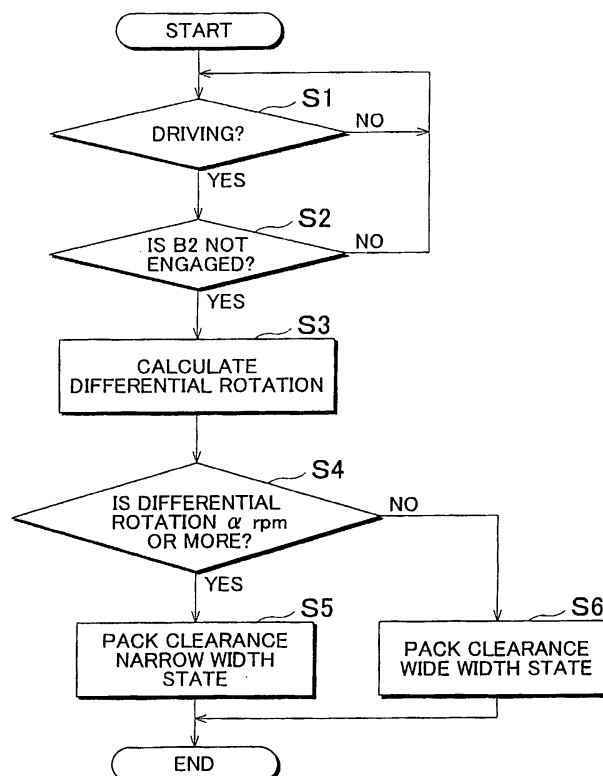 START
S1
DRIVING?
NO
YES
S2
IS B2 NOT
ENGAGED?
NO
YES
S3
CALCULATE
DIFFERENTIAL ROTATION
S4
IS DIFFERENTIAL
ROTATION α rpm
OR MORE?
NO
YES
S5
PACK CLEARANCE
NARROW WIDTH
STATE
S6
PACK CLEARANCE
WIDE WIDTH STATE
END